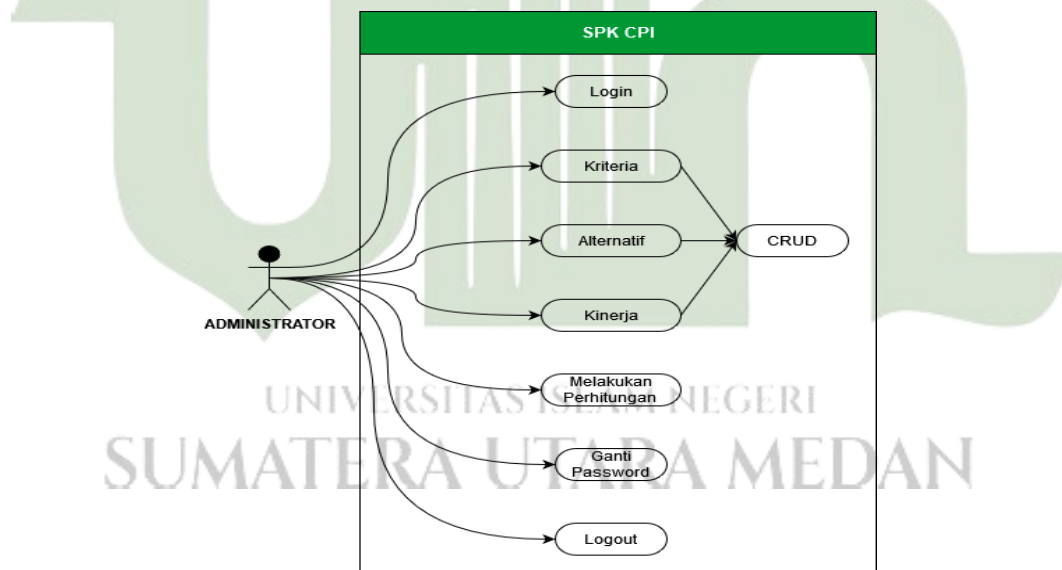 SPK CPI
Login
Kriteria
Alternatif
CRUD
ADMINISTRATOR
Kinerja
Melakukan
Perhitungan
UNIVERSITAS ISLAM NEGERI
SUMATERA UTARA MEDAN
Ganti
Password
Logout